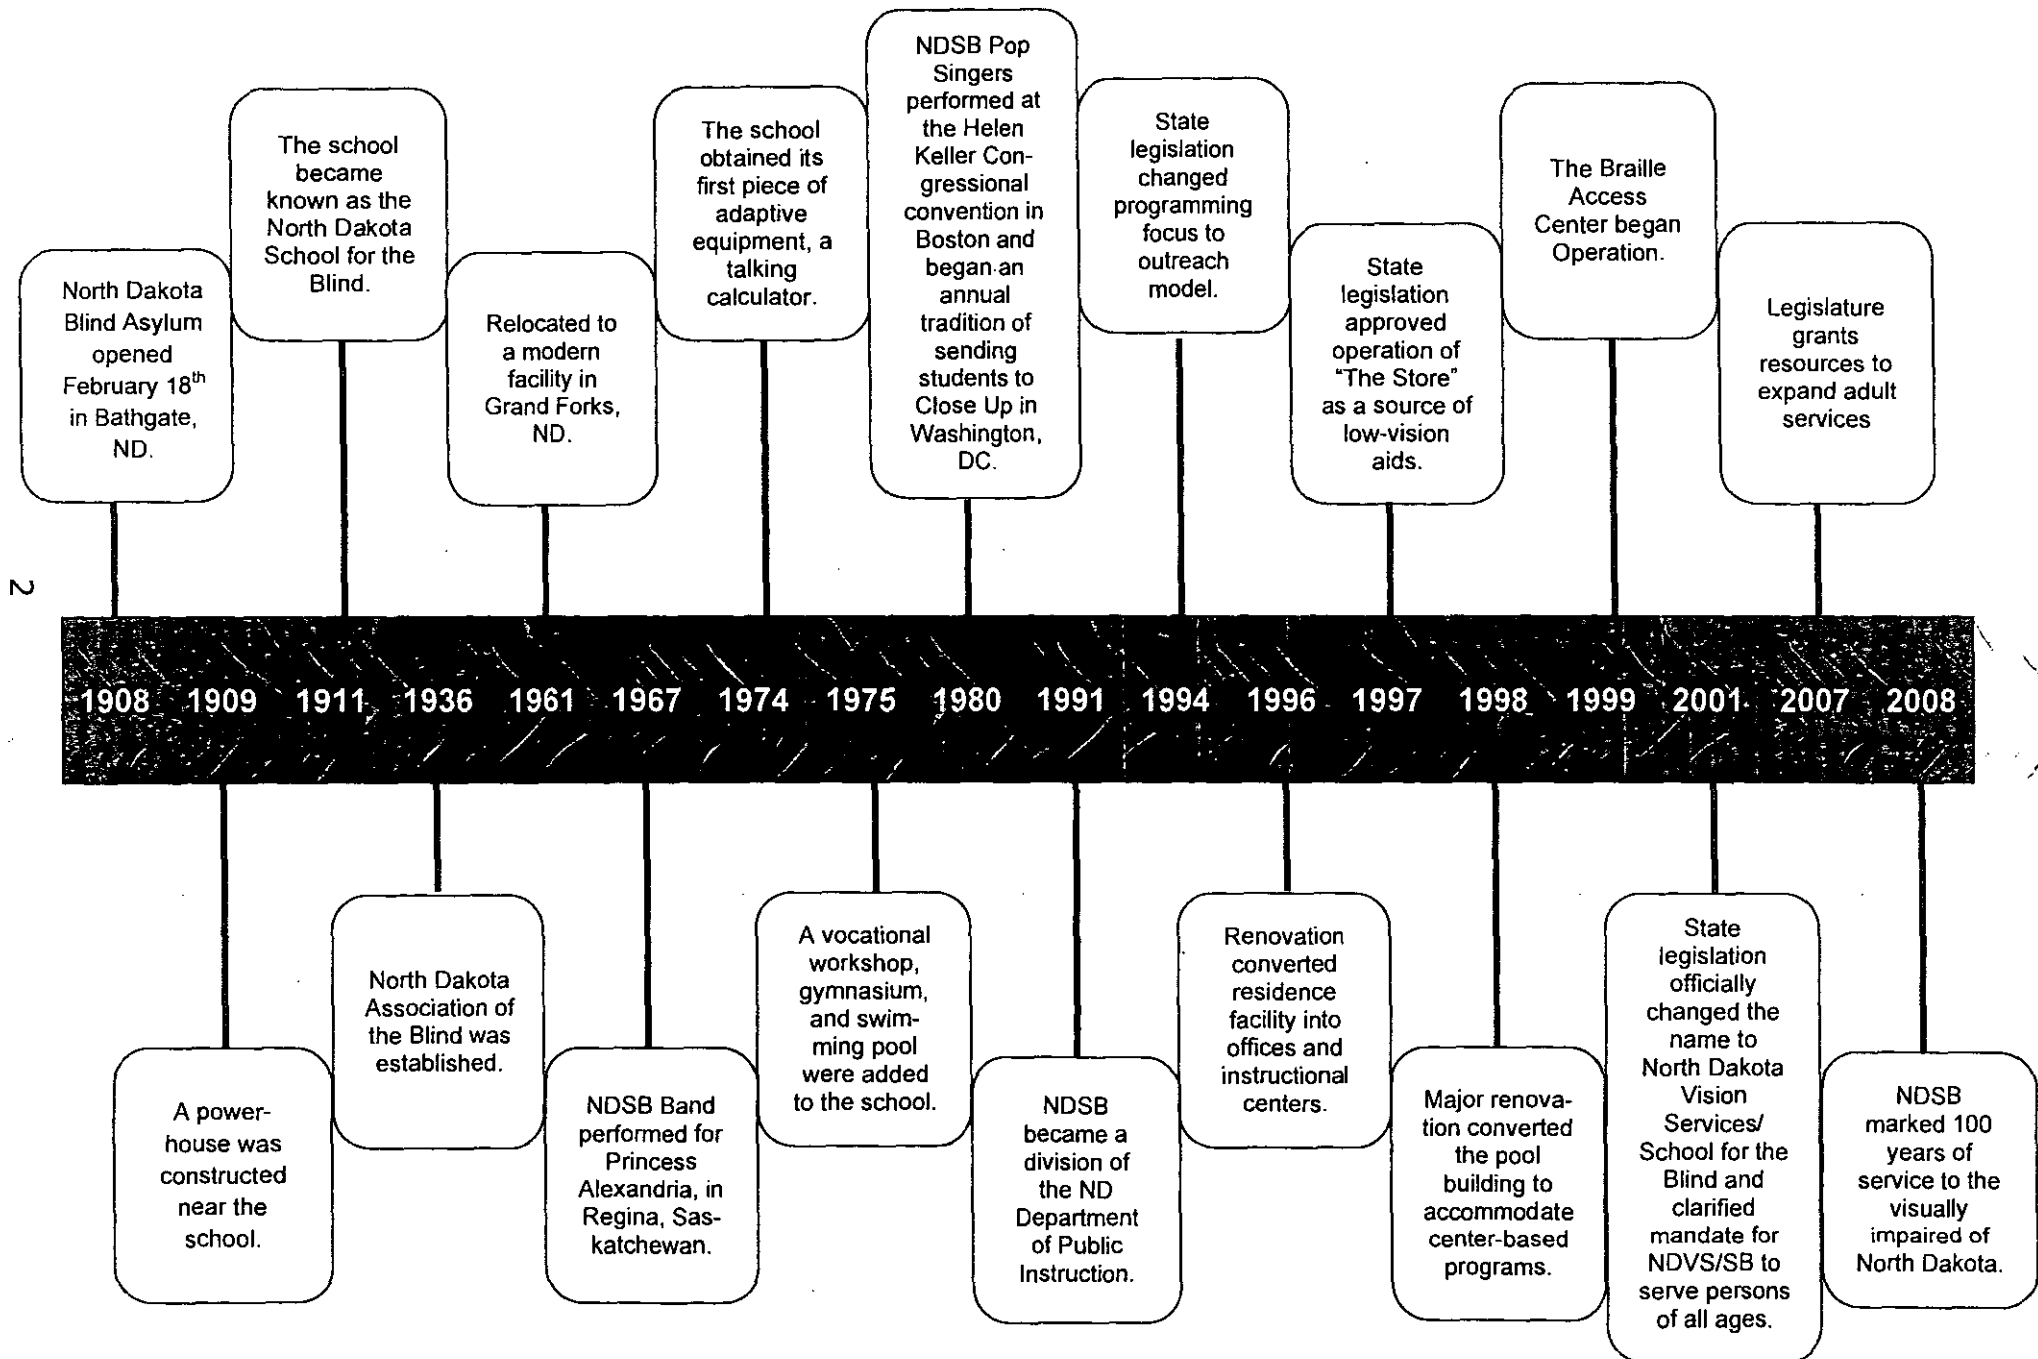 NDSB Pop
Singers
performed at
the Helen
Keller Con-
gressional
convention in
Boston and
began an
annual
tradition of
sending
students to
Close Up in
Washington,
DC.
The school
became
known as the
North Dakota
School for the
Blind.
The school
obtained its
first piece of
adaptive
equipment, a
talking
calculator.
State
legislation
changed
programming
focus to
outreach
model.
The Braille
Access
Center began
Operation.
North Dakota
Blind Asylum
opened
February 18th
in Bathgate,
ND.
Relocated to
a modern
facility in
Grand Forks,
ND.
State
legislation
approved
operation of
"The Store"
as a source of
low-vision
aids.
Legislature
grants
resources to
expand adult
services
2
1908 1909 1911 1936 1961 1967 1974 1975 1980 1991 1994 1996 1997 1998 1999 2001 2007 2008
A power-
house was
constructed
near the
school.
North Dakota
Association of
the Blind was
established.
NDSB Band
performed for
Princess
Alexandria, in
Regina, Sas-
katchewan.
A vocational
workshop,
gymnasium,
and swim-
ming pool
were added
to the school.
NDSB
became a
division of
the ND
Department
of Public
Instruction.
Renovation
converted
residence
facility into
offices and
instructional
centers.
Major renova-
tion converted
the pool
building to
accommodate
center-based
programs.
State
legislation
officially
changed the
name to
North Dakota
Vision
Services/
School for the
Blind and
clarified
mandate for
NDVS/SB to
serve persons
of all ages.
NDSB
marked 100
years of
service to the
visually
impaired of
North Dakota.